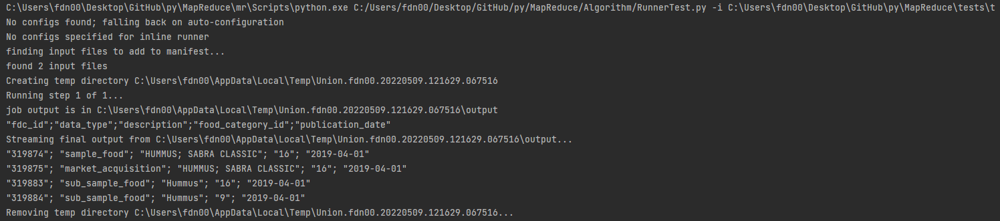 C:\Users\fdn00\Desktop\GitHub\py\MapReduce\mr\Scripts\python.exe C:/Users/fdn00/Desktop/GitHub/py/MapReduce/Algorithm/RunnerTest.py -i C:\Users\fdn00\Desktop\GitHub\py\MapReduce\tests\t
No configs found; falling back on auto-configuration
No configs specified for inline runner
finding input files to add to manifest...
found 2 input files
Creating temp directory C:\Users\fdn00\AppData\Local\Temp\Union.fdn00.20220509.121629.067516
Running step 1 of 1...
job output is in C:\Users\fdn00\AppData\Local\Temp\Union.fdn00.20220509.121629.067516\output
"fdc_id";"data_type";"description";"food_category_id";"publication_date"
Streaming final output from C:\Users\fdn00\AppData\Local\Temp\Union.fdn00.20220509.121629.067516\output...
"319874"; "sample_food"; "HUMMUS; SABRA CLASSIC"; "16"; "2019-04-01"
"319875"; "market_acquisition"; "HUMMUS; SABRA CLASSIC"; "16"; "2019-04-01"
"319883"; "sub_sample_food"; "Hummus"; "16"; "2019-04-01"
"319884"; "sub_sample_food"; "Hummus"; "9"; "2019-04-01"
Removing temp directory C:\Users\fdn00\AppData\Local\Temp\Union.fdn00.20220509.121629.067516...